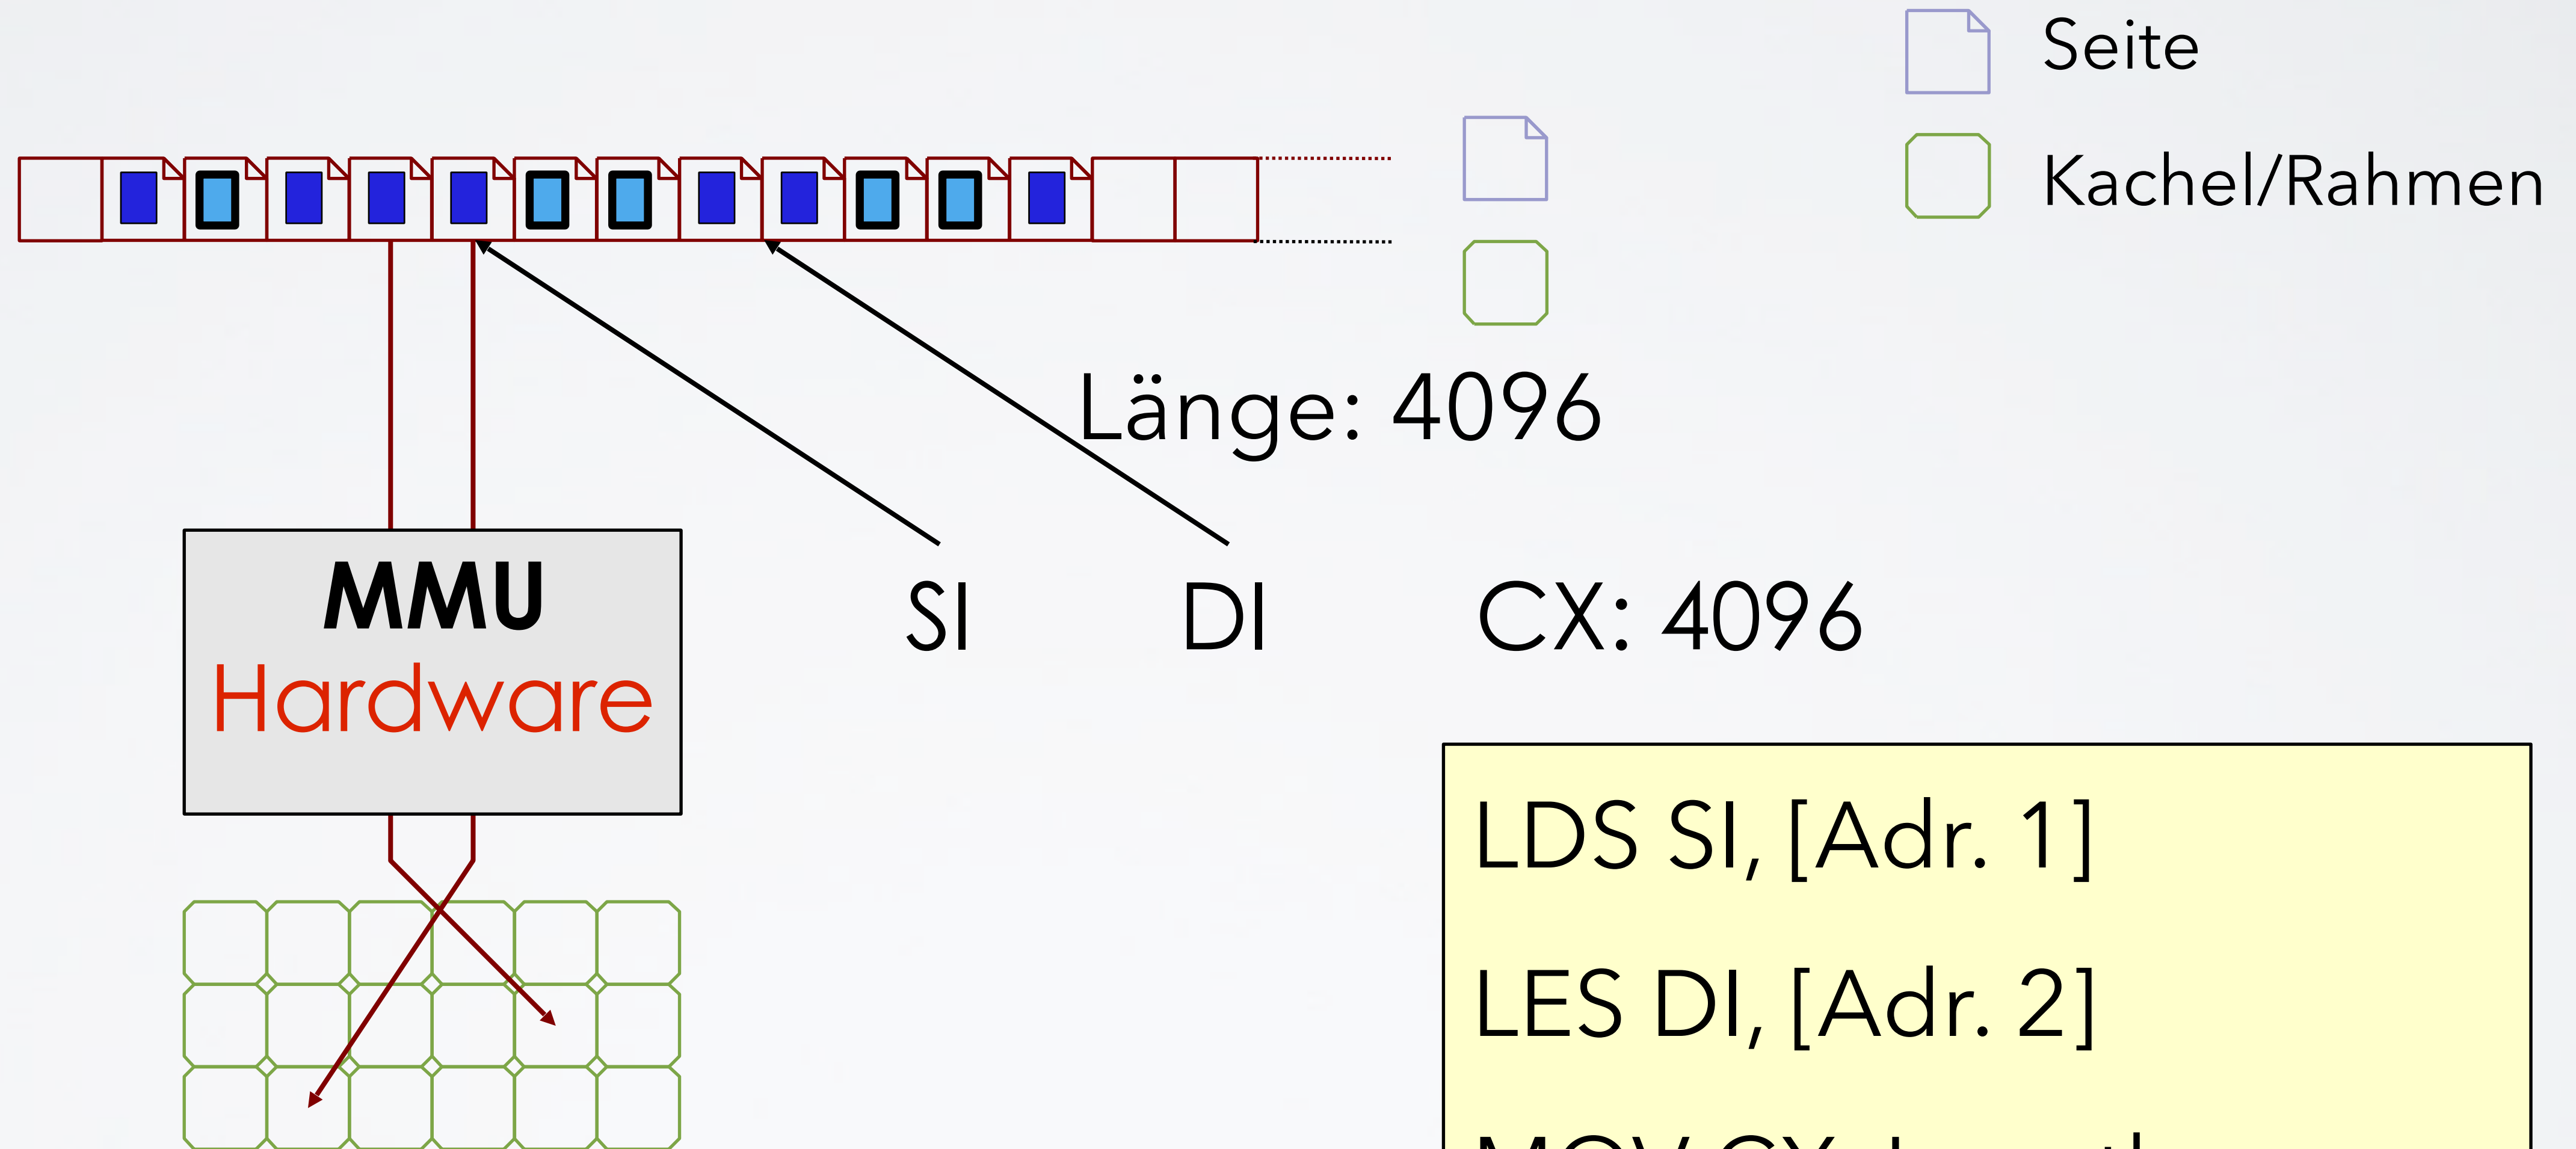 Seite
Kachel/Rahmen
Länge: 4096
SI DI CX: 4096
MMU
Hardware
LDS SI, [Adr. 1]
LES DI, [Adr. 2]